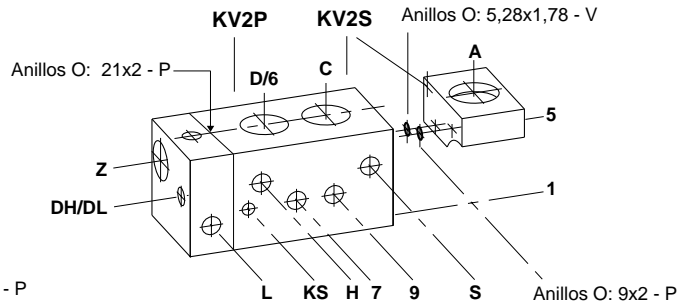 KV2P
KV2S
Anillos O: 5,28x1,78 - V
Anillos O: 21x2 - P
D/6
C
A
5
Z
DH/DL
1
L
KS
H
7
9
S
- P
Anillos O: 9x2 - P